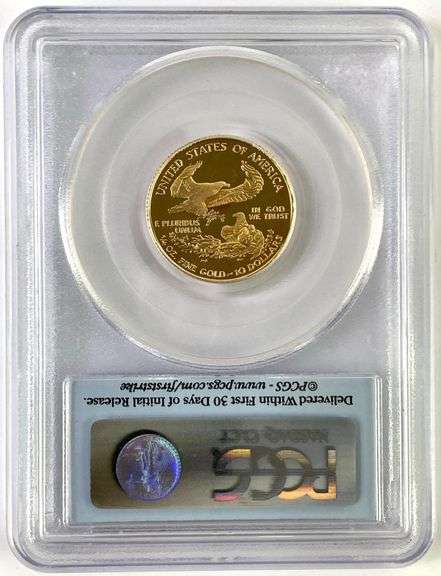 UNITED STATES OF AMERICA
E PLURIBUS
UNUM
IN GOD
WE TRUST
1/4 OZ. FINE GOLD ~ 10 DOLLARS
PCGS
Delivered Within First 30 Days of Initial Release.
©PCGS - www.pcgs.com/firststrike